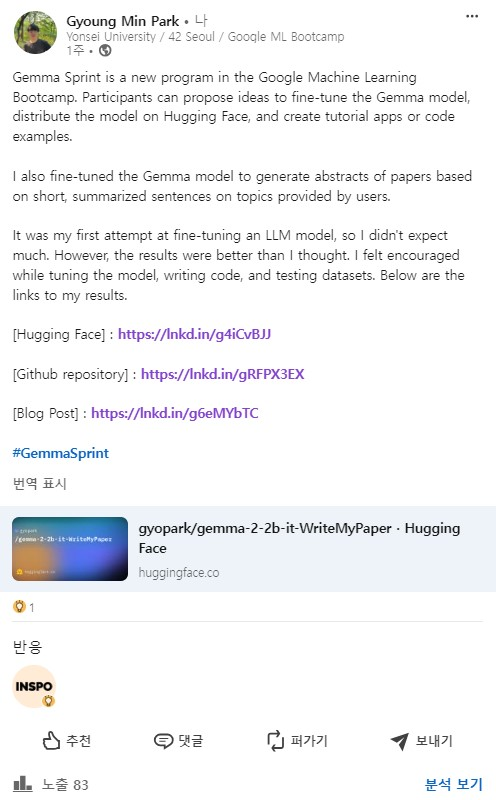 Gyoung Min Park • 나
Yonsei University / 42 Seoul / Google ML Bootcamp
1주 •
Gemma Sprint is a new program in the Google Machine Learning
Bootcamp. Participants can propose ideas to fine-tune the Gemma model,
distribute the model on Hugging Face, and create tutorial apps or code
examples.
I also fine-tuned the Gemma model to generate abstracts of papers based
on short, summarized sentences on topics provided by users.
It was my first attempt at fine-tuning an LLM model, so I didn't expect
much. However, the results were better than I thought. I felt encouraged
while tuning the model, writing code, and testing datasets. Below are the
links to my results.
[Hugging Face] : https://lnkd.in/g4iCvBJJ
[Github repository] : https://lnkd.in/gRFPX3EX
[Blog Post] : https://lnkd.in/g6eMYbTC
#GemmaSprint
번역 표시
gyopark
/gemma-2-2b-it-WriteMyPaper
huggingface.co
gyopark/gemma-2-2b-it-WriteMyPaper · Hugging
Face
huggingface.co
1
반응
INSPO
추천 댓글 퍼가기 보내기
노출 83 분석 보기